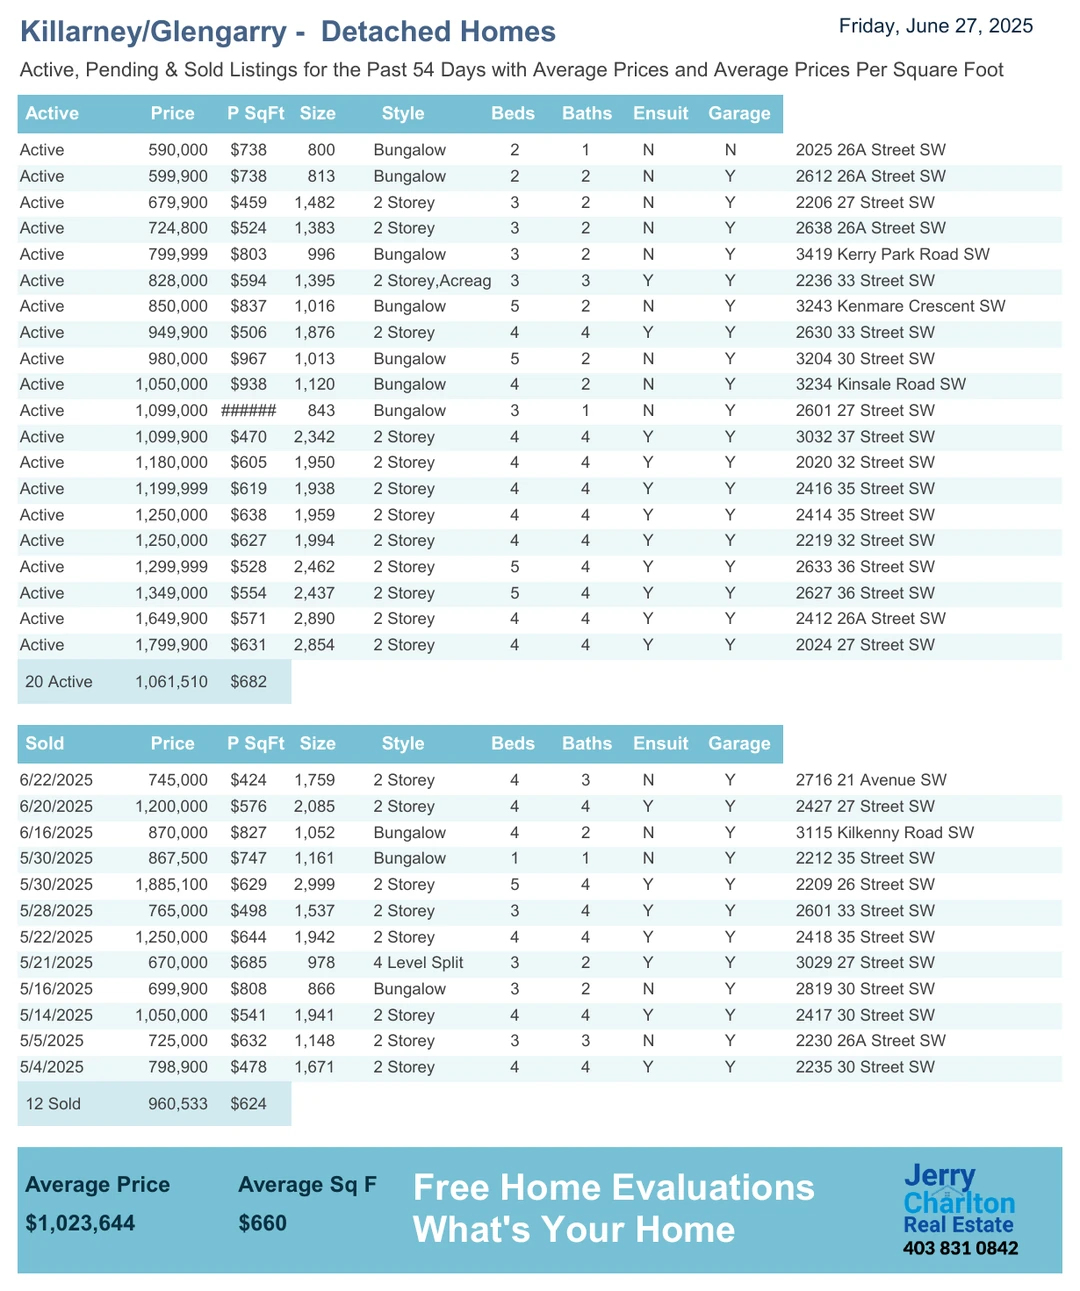 Killarney/Glengarry - Detached Homes
Friday, June 27, 2025
Active, Pending & Sold Listings for the Past 54 Days with Average Prices and Average Prices Per Square Foot
Active Price P SqFt Size Style Beds Baths Ensuit Garage
Active 590,000 $738 800 Bungalow 2 1 N N 2025 26A Street SW
Active 599,900 $738 813 Bungalow 2 2 N Y 2612 26A Street SW
Active 679,900 $459 1,482 2 Storey 3 2 N Y 2206 27 Street SW
Active 724,800 $524 1,383 2 Storey 3 2 N Y 2638 26A Street SW
Active 799,999 $803 996 Bungalow 3 2 N Y 3419 Kerry Park Road SW
Active 828,000 $594 1,395 2 Storey,Acreag 3 3 Y Y 2236 33 Street SW
Active 850,000 $837 1,016 Bungalow 5 2 N Y 3243 Kenmare Crescent SW
Active 949,900 $506 1,876 2 Storey 4 4 Y Y 2630 33 Street SW
Active 980,000 $967 1,013 Bungalow 5 2 N Y 3204 30 Street SW
Active 1,050,000 $938 1,120 Bungalow 4 2 N Y 3234 Kinsale Road SW
Active 1,099,000 ###### 843 Bungalow 3 1 N Y 2601 27 Street SW
Active 1,099,900 $470 2,342 2 Storey 4 4 Y Y 3032 37 Street SW
Active 1,180,000 $605 1,950 2 Storey 4 4 Y Y 2020 32 Street SW
Active 1,199,999 $619 1,938 2 Storey 4 4 Y Y 2416 35 Street SW
Active 1,250,000 $638 1,959 2 Storey 4 4 Y Y 2414 35 Street SW
Active 1,250,000 $627 1,994 2 Storey 4 4 Y Y 2219 32 Street SW
Active 1,299,999 $528 2,462 2 Storey 5 4 Y Y 2633 36 Street SW
Active 1,349,000 $554 2,437 2 Storey 5 4 Y Y 2627 36 Street SW
Active 1,649,900 $571 2,890 2 Storey 4 4 Y Y 2412 26A Street SW
Active 1,799,900 $631 2,854 2 Storey 4 4 Y Y 2024 27 Street SW
20 Active 1,061,510 $682
Sold Price P SqFt Size Style Beds Baths Ensuit Garage
6/22/2025 745,000 $424 1,759 2 Storey 4 3 N Y 2716 21 Avenue SW
6/20/2025 1,200,000 $576 2,085 2 Storey 4 4 Y Y 2427 27 Street SW
6/16/2025 870,000 $827 1,052 Bungalow 4 2 N Y 3115 Kilkenny Road SW
5/30/2025 867,500 $747 1,161 Bungalow 1 1 N Y 2212 35 Street SW
5/30/2025 1,885,100 $629 2,999 2 Storey 5 4 Y Y 2209 26 Street SW
5/28/2025 765,000 $498 1,537 2 Storey 3 4 Y Y 2601 33 Street SW
5/22/2025 1,250,000 $644 1,942 2 Storey 4 4 Y Y 2418 35 Street SW
5/21/2025 670,000 $685 978 4 Level Split 3 2 Y Y 3029 27 Street SW
5/16/2025 699,900 $808 866 Bungalow 3 2 N Y 2819 30 Street SW
5/14/2025 1,050,000 $541 1,941 2 Storey 4 4 Y Y 2417 30 Street SW
5/5/2025 725,000 $632 1,148 2 Storey 3 3 N Y 2230 26A Street SW
5/4/2025 798,900 $478 1,671 2 Storey 4 4 Y Y 2235 30 Street SW
12 Sold 960,533 $624
Average Price Average Sq F
$1,023,644 $660
Free Home Evaluations
What's Your Home
Jerry
Charlton
Real Estate
403 831 0842